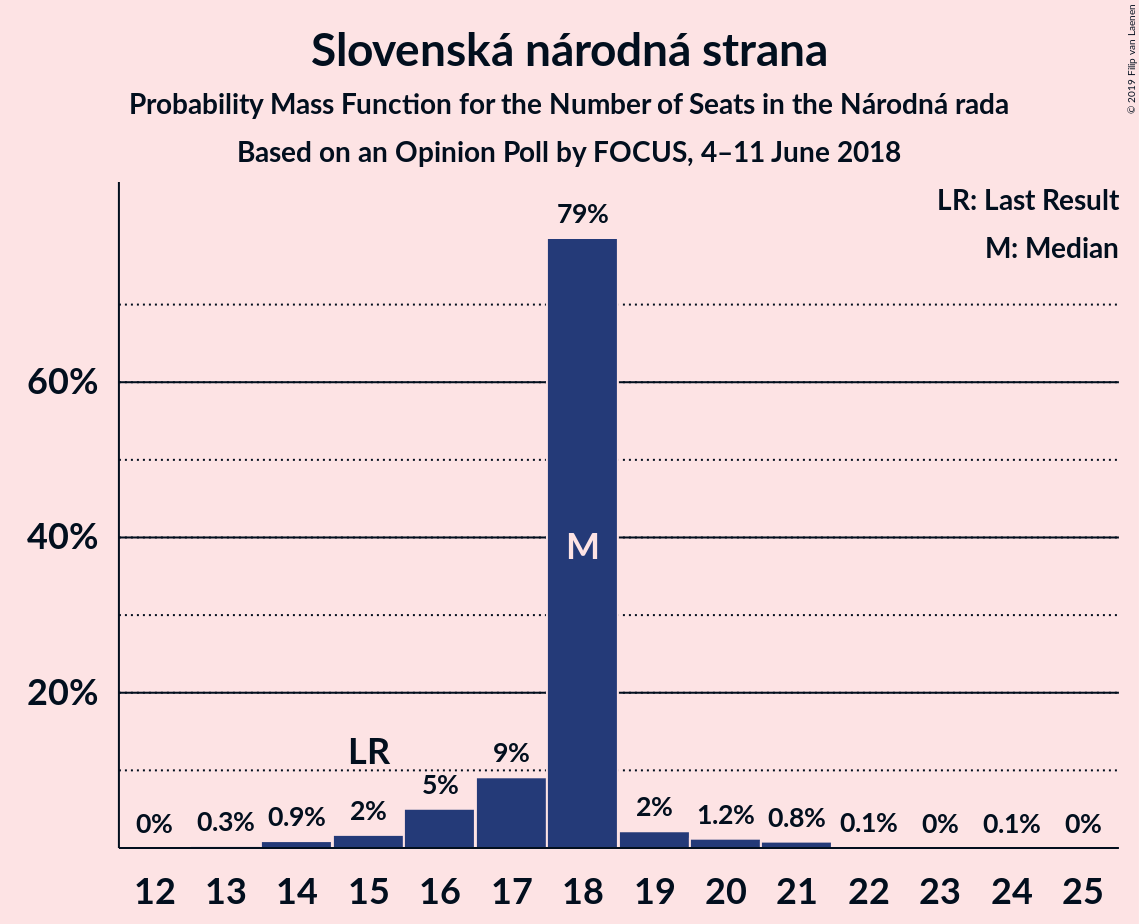 Slovenská národná strana
Probability Mass Function for the Number of Seats in the Národná rada
Based on an Opinion Poll by FOCUS, 4–11 June 2018
© 2019 Filip van Laenen
LR: Last Result
M: Median
79%
60%
40%
M
20%
LR
0%
0.3%
0.9%
2%
5%
9%
2%
1.2%
0.8%
0.1%
0%
0.1%
0%
12 13 14 15 16 17 18 19 20 21 22 23 24 25